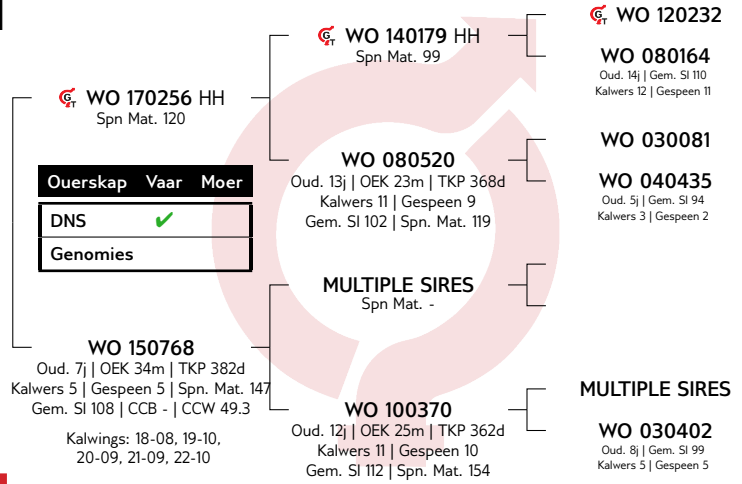 WO 170256 HH
Spn Mat. 120
Ouerskap Vaar Moer
DNS ✔
Genomies
WO 150768
Oud. 7j | OEK 34m | TKP 382d
Kalwers 5 | Gespeen 5 | Spn. Mat. 147
Gem. SI 108 | CCB - | CCW 49.3
Kalwings: 18-08, 19-10,
20-09, 21-09, 22-10
WO 140179 HH
Spn Mat. 99
WO 080520
Oud. 13j | OEK 23m | TKP 368d
Kalwers 11 | Gespeen 9
Gem. SI 102 | Spn. Mat. 119
MULTIPLE SIRES
Spn Mat. -
WO 100370
Oud. 12j | OEK 25m | TKP 362d
Kalwers 11 | Gespeen 10
Gem. SI 112 | Spn. Mat. 154
WO 120232
WO 080164
Oud. 14j | Gem. SI 110
Kalwers 12 | Gespeen 11
WO 030081
WO 040435
Oud. 5j | Gem. SI 94
Kalwers 3 | Gespeen 2
MULTIPLE SIRES
WO 030402
Oud. 8j | Gem. SI 99
Kalwers 5 | Gespeen 5